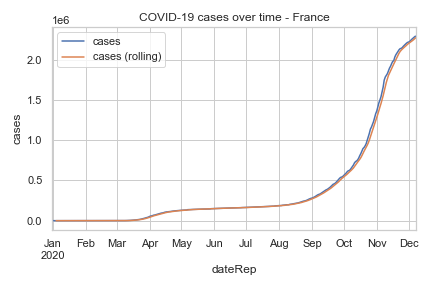 COVID-19 cases over time - France
1e6
cases
cases (rolling)
2.0
1.5
1.0
0.5
0.0
cases
Jan Feb Mar Apr May Jun Jul Aug Sep Oct Nov Dec
2020
dateRep